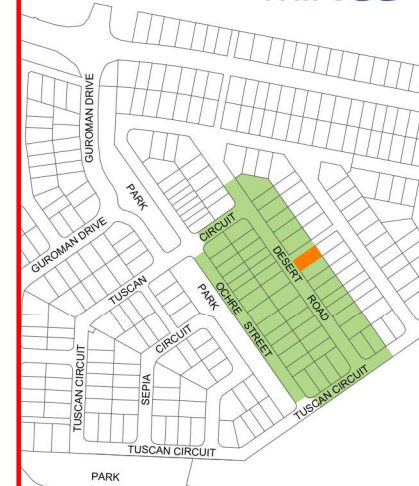 GUROMAN DRIVE
PARK
GUROMAN DRIVE
CIRCUIT
TUSCAN
DESERT
ROAD
PARK
OCHRE STREET
CIRCUIT
TUSCAN CIRCUIT
SEPIA
TUSCAN CIRCUIT
TUSCAN CIRCUIT
PARK